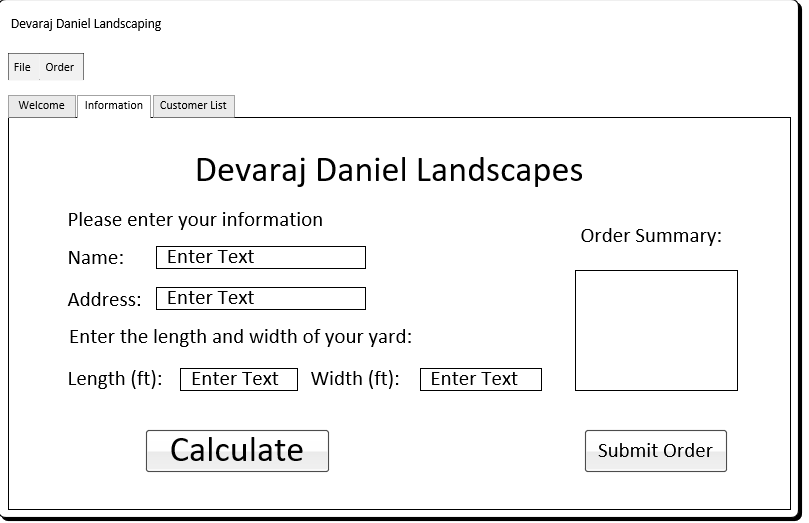 Devaraj Daniel Landscaping
File Order
Welcome Information Customer List
Devaraj Daniel Landscapes
Please enter your information
Order Summary:
Name: Enter Text
Address: Enter Text
Enter the length and width of your yard:
Length (ft): Enter Text Width (ft): Enter Text
Calculate
Submit Order